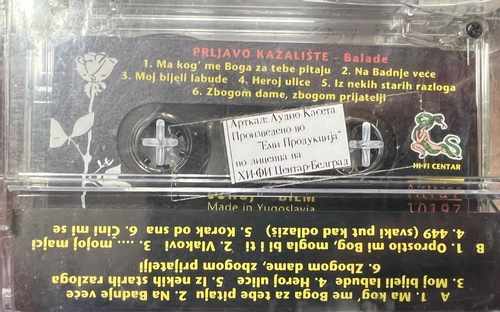 PRLJAVO KAZALIŠTE - Balade
1. Ma kog' me Boga za tebe pitaju 2. Na Badnje veče
3. Moj bijeli labude 4. Heroj ulice 5. Iz nekih starih razloga
6. Zbogom dame, zbogom prijatelji
Арткал: Аудио Касета
Произведено во
"Ели Продукција"
по лиценца на
ХИ-ФИ Центар-Белград
HI-FI CENTAR
Made in Yugoslavia
10197
A 1. Ma kog' me Boga za tebe pitaju 2. Na Badnje veče
3. Moj bijeli labude 4. Heroj ulice 5. Iz nekih starih razloga
6. Zbogom dame, zbogom prijatelji
B 1. Oprostio mi Bog, mogla bi i ti 2. Vlakovi 3. .... mojoj majci
4. 449 (svaki put kad odlaziš) 5. Korak od sna 6. Čini mi se